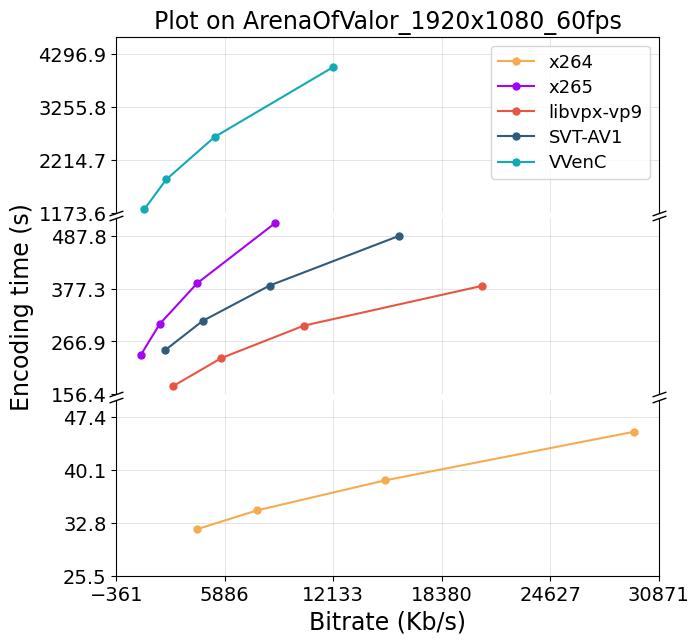 Plot on ArenaOfValor_1920x1080_60fps
4296.9
3255.8
2214.7
1173.6
487.8
377.3
266.9
156.4
47.4
40.1
32.8
25.5
Encoding time (s)
x264
x265
libvpx-vp9
SVT-AV1
VVenC
−361 5886 12133 18380 24627 30871
Bitrate (Kb/s)